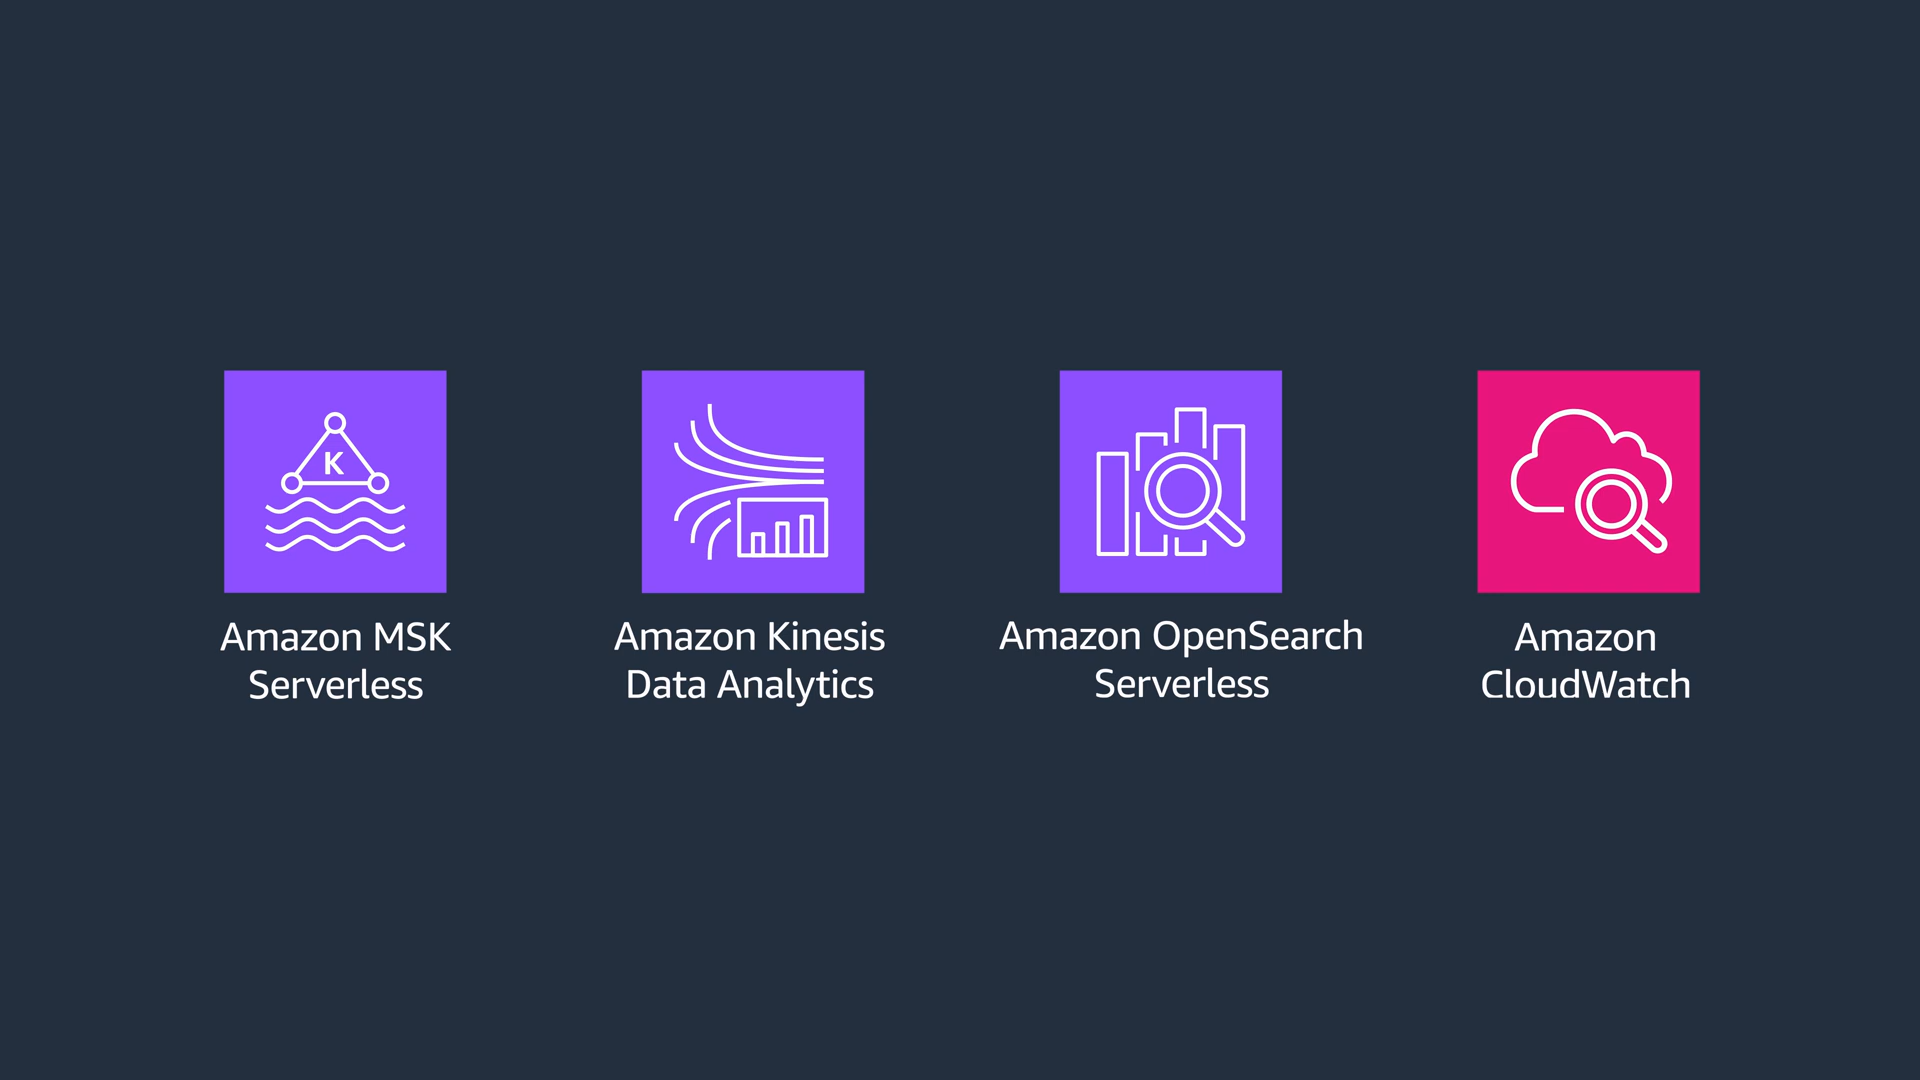 K
Amazon MSK
Serverless
Amazon Kinesis
Data Analytics
Amazon OpenSearch
Serverless
Amazon
CloudWatch